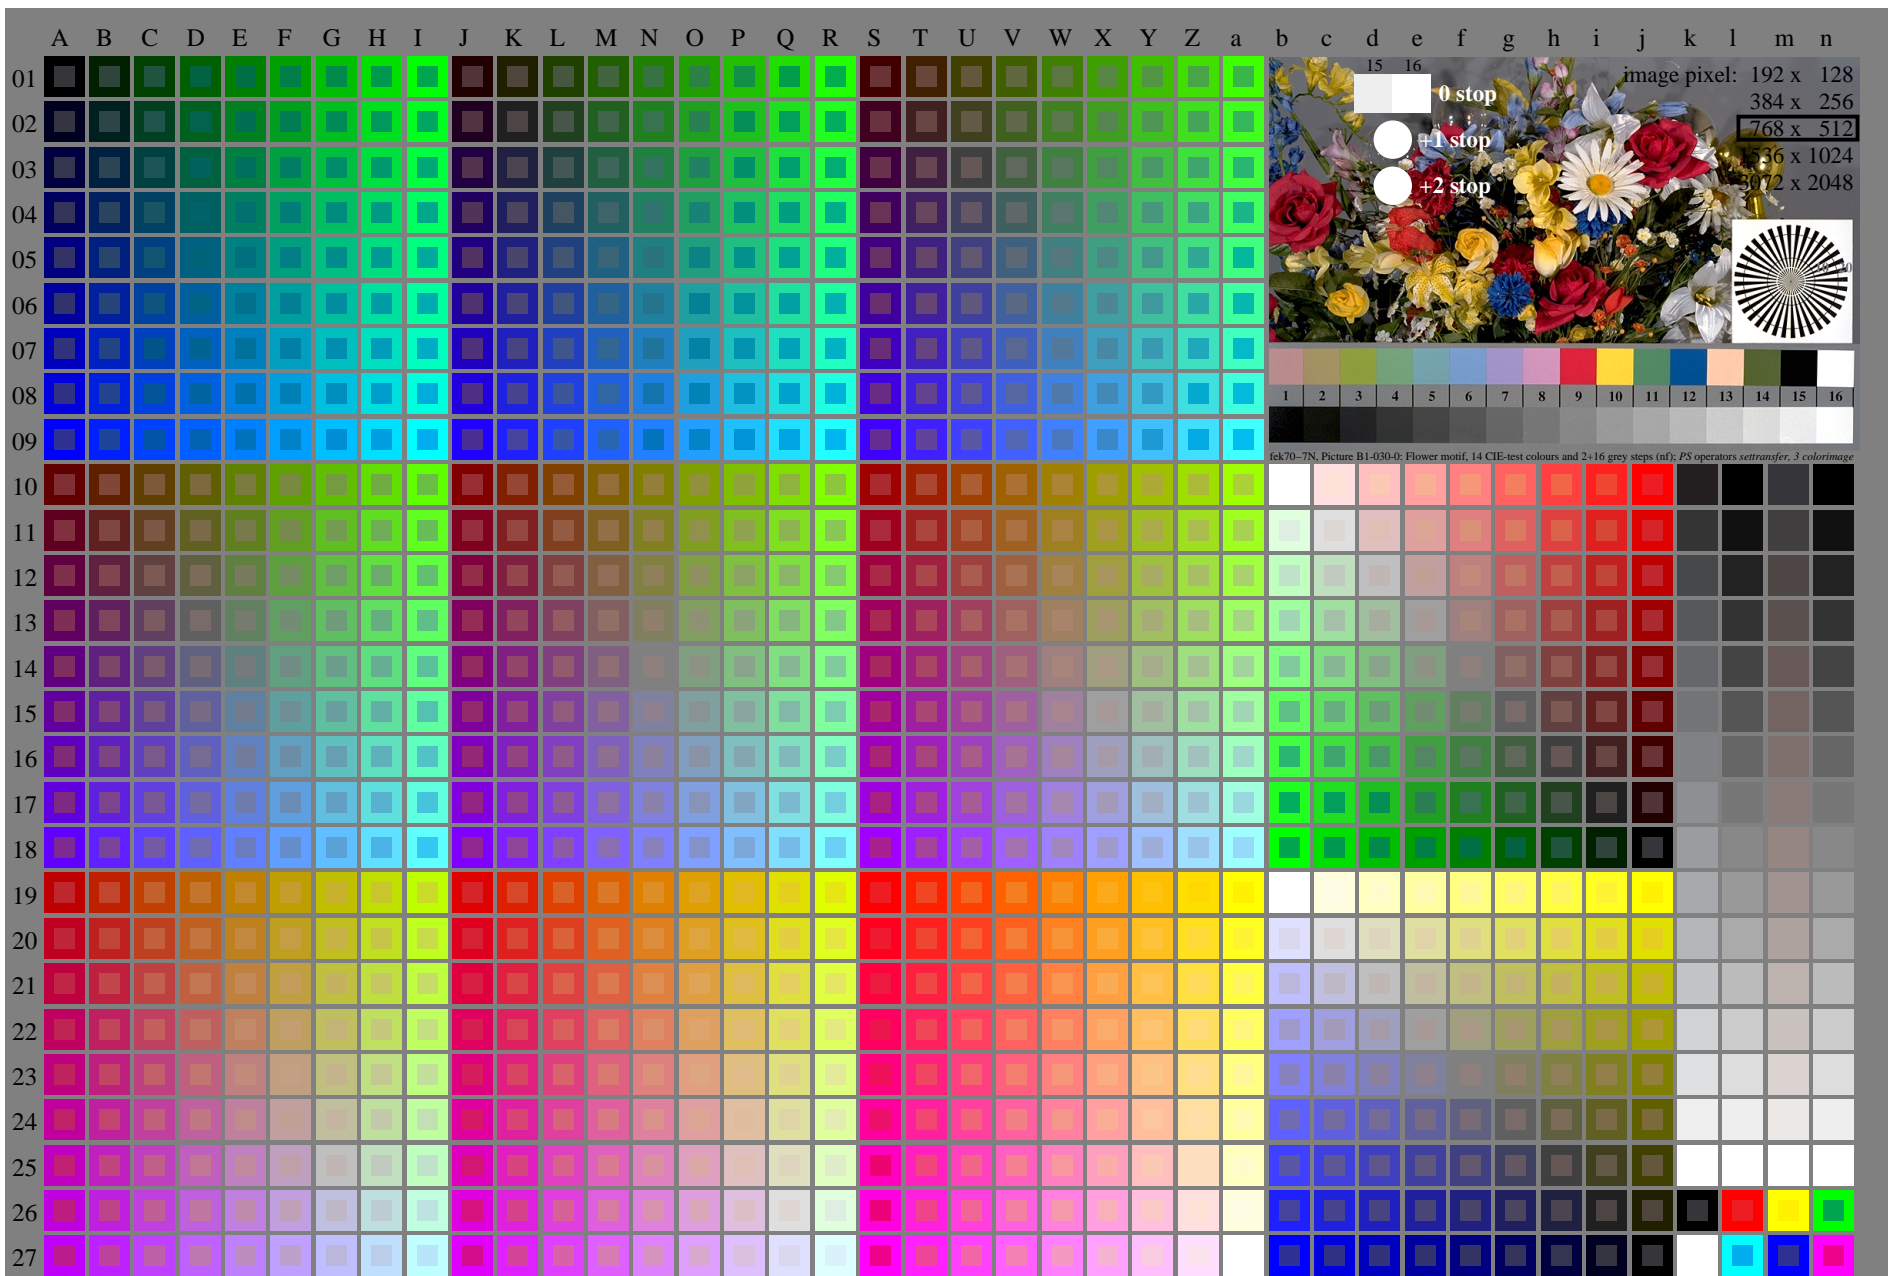 A B C D E F G H I J K L M N O P Q R S T U V W X Y Z a b c d e f g h i j k l m n
01
02
03
04
05
06
07
08
09
10
11
12
13
14
15
16
17
18
19
20
21
22
23
24
25
26
27
15 16
0 stop
+1 stop
+2 stop
image pixel: 192 x 128
384 x 256
768 x 512
1536 x 1024
3072 x 2048
1 2 3 4 5 6 7 8 9 10 11 12 13 14 15 16
fek70–7N, Picture B1-030-0: Flower motif, 14 CIE-test colours and 2+16 grey steps (nf); PS operators settransfer, 3 colorimage